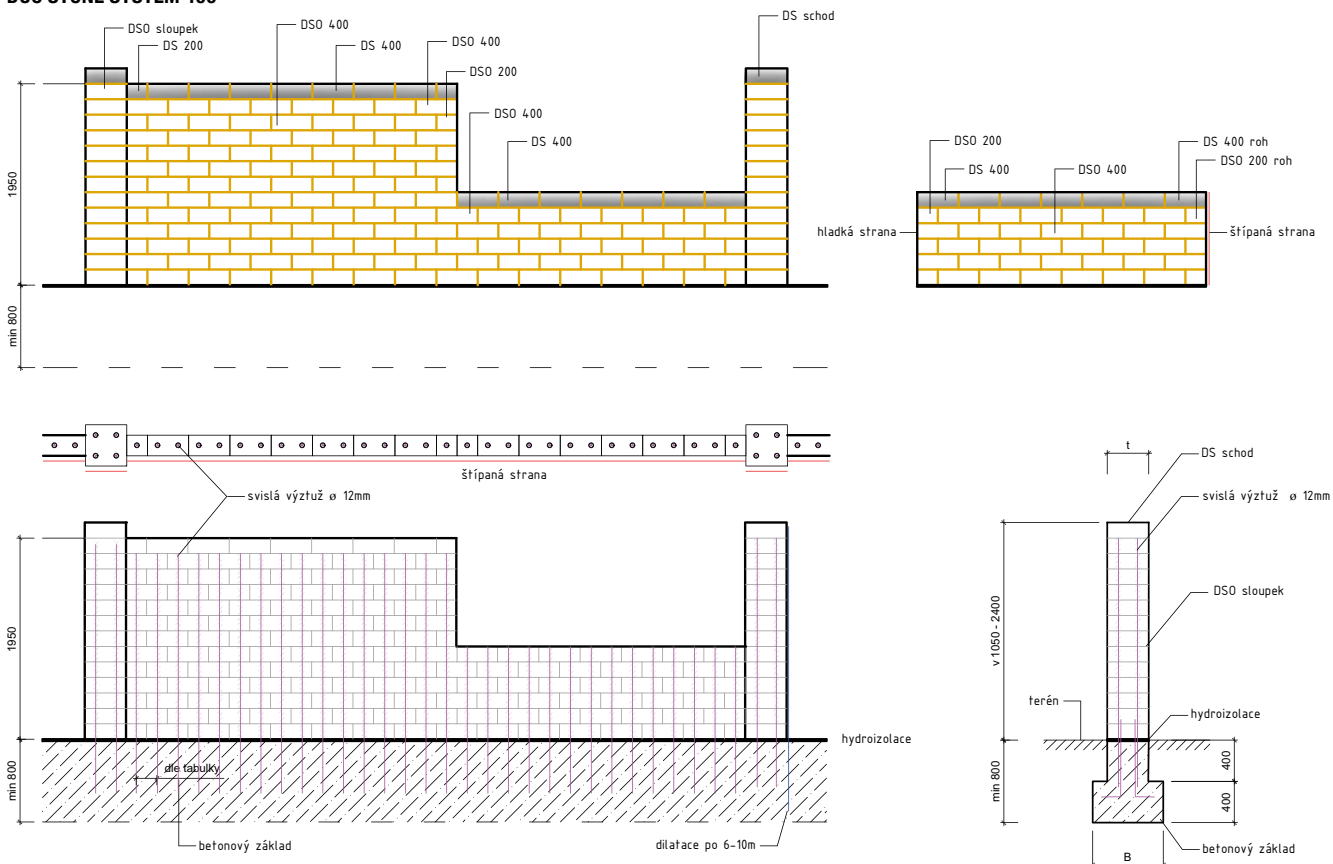 DSO sloupek
DS 200
DSO 400
DS 400
DSO 400
DSO 200
DSO 400
DS 400
DS schod
1950
min 800
DSO 200
DS 400
DSO 400
DS 400 roh
DSO 200 roh
hladká strana
štípaná strana
štípaná strana
svislá výztuž ø 12mm
1950
min 800
dle tabulky
betonový základ
dilatace po 6-10m
hydroizolace
t
DS schod
svislá výztuž ø 12mm
DSO sloupek
v 1050 - 2400
terén
hydroizolace
min 800
400
400
B
betonový základ